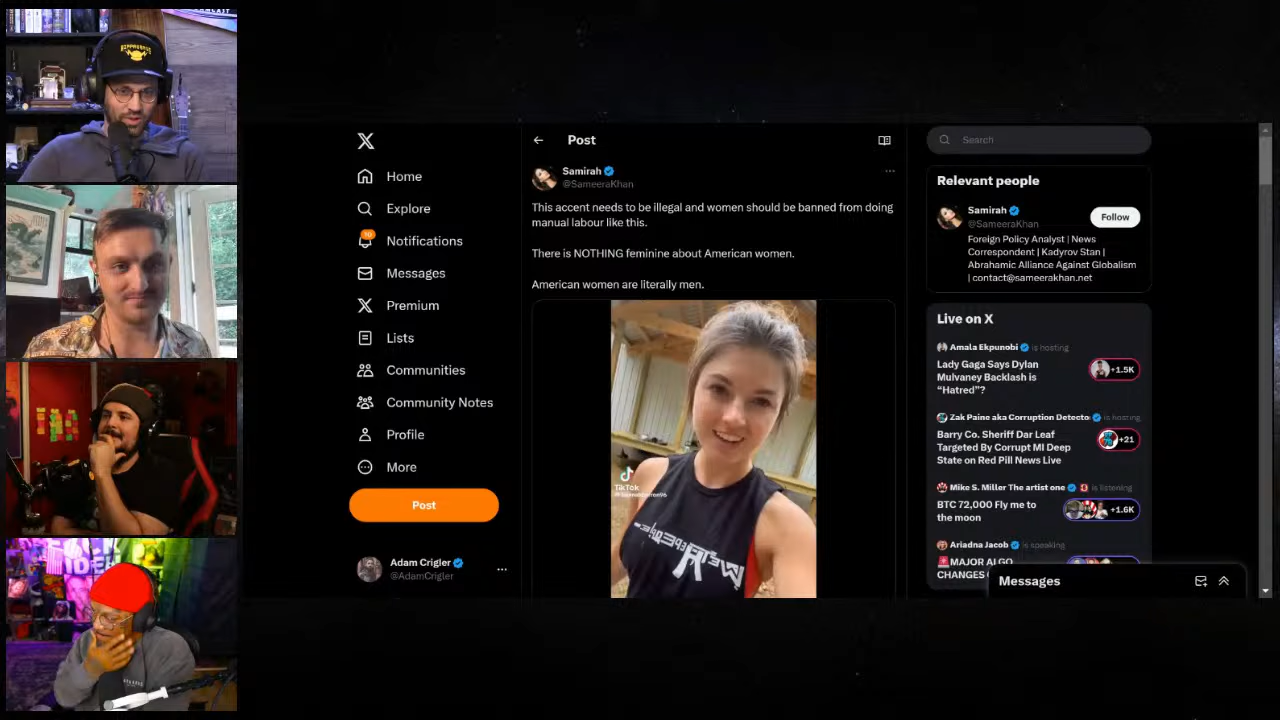 X
Home
Explore
10
Notifications
Messages
Premium
Lists
Communities
Community Notes
Profile
More
Post
Adam Crigler
@AdamCrigler
Post
Samirah
@SameeraKhan
This accent needs to be illegal and women should be banned from doing
manual labour like this.
There is NOTHING feminine about American women.
American women are literally men.
TikTok
Search
Relevant people
Samirah
@SameeraKhan
Follow
Foreign Policy Analyst | News
Correspondent | Kadyrov Stan |
Abrahamic Alliance Against Globalism
| contact@sameerakhan.net
Live on X
Amala Ekpunobi is hosting
Lady Gaga Says Dylan
Mulvaney Backlash is
"Hatred"?
+1.5K
Zak Paine aka Corruption Detecto is hosting
Barry Co. Sheriff Dar Leaf
Targeted By Corrupt MI Deep
State on Red Pill News Live
+21
Mike S. Miller The artist one is listening
BTC 72,000 Fly me to
the moon
+1.6K
Ariadna Jacob is speaking
MAJOR ALGO
CHANGES
Messages